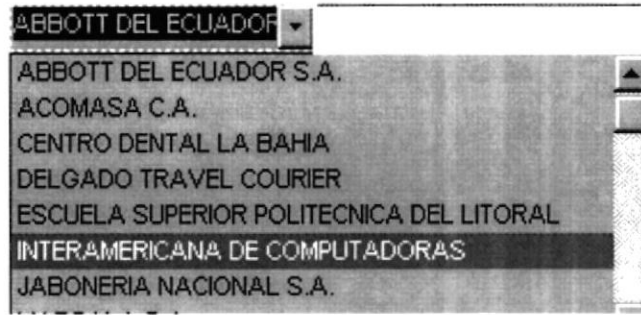 ABBOTT DEL ECUADOR
ABBOTT DEL ECUADOR S.A.
ACOMASA C.A.
CENTRO DENTAL LA BAHIA
DELGADO TRAVEL COURIER
ESCUELA SUPERIOR POLITECNICA DEL LITORAL
INTERAMERICANA DE COMPUTADORAS
JABONERIA NACIONAL S.A.